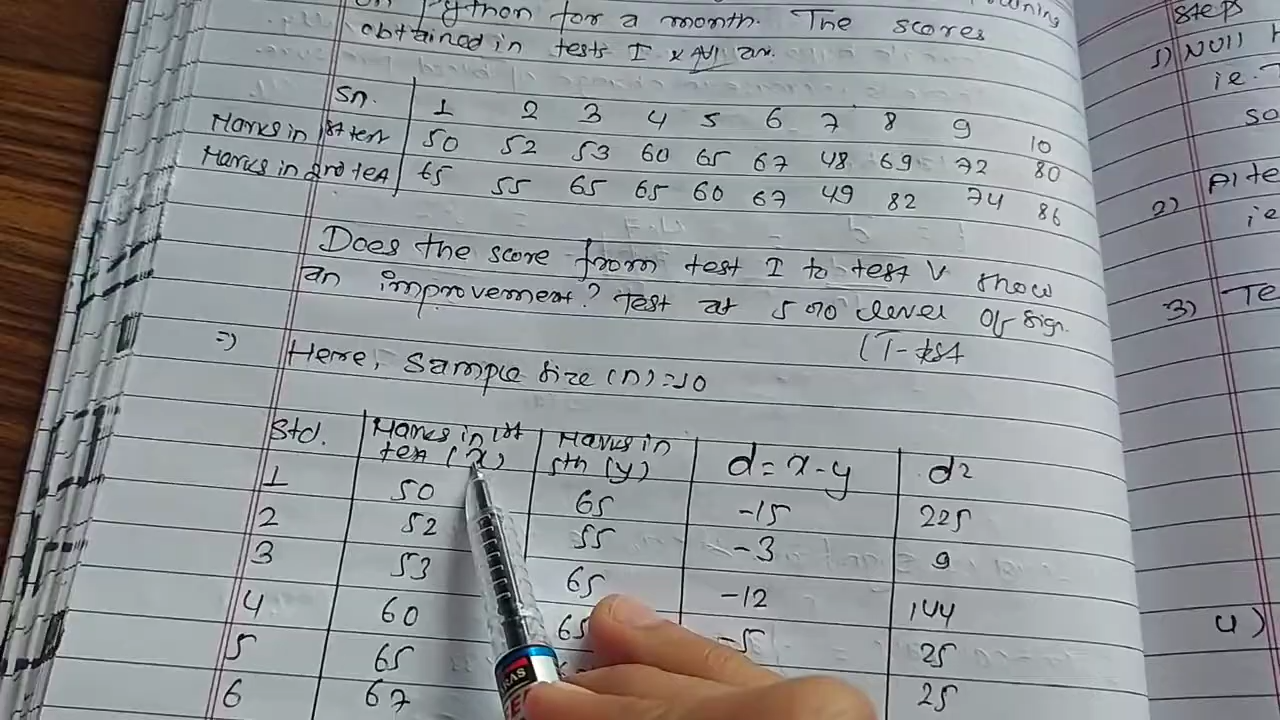 Python for a month. The scores
obtained in tests I & V are.
Sn. 1 2 3 4 5 6 7 8 9 10
Marks in 1st test 50 52 53 60 65 67 48 69 72 80
Marks in test 65 55 65 65 60 67 49 82 74 86
Does the score from test I to test V show
an improvement? Test at 5% level of sign.
(T-test
=) Here, Sample size (n) = 10
Std. Marks in 1st test (x) Marks in 5th (y) d = x - y d2
1 50 65 -15 225
2 52 55 -3 9
3 53 65 -12 144
4 60 65 -5 25
5 65 25
6 67 25
Steps
1) Null
i.e.
so
2) Alte
ie
3) Te
4)